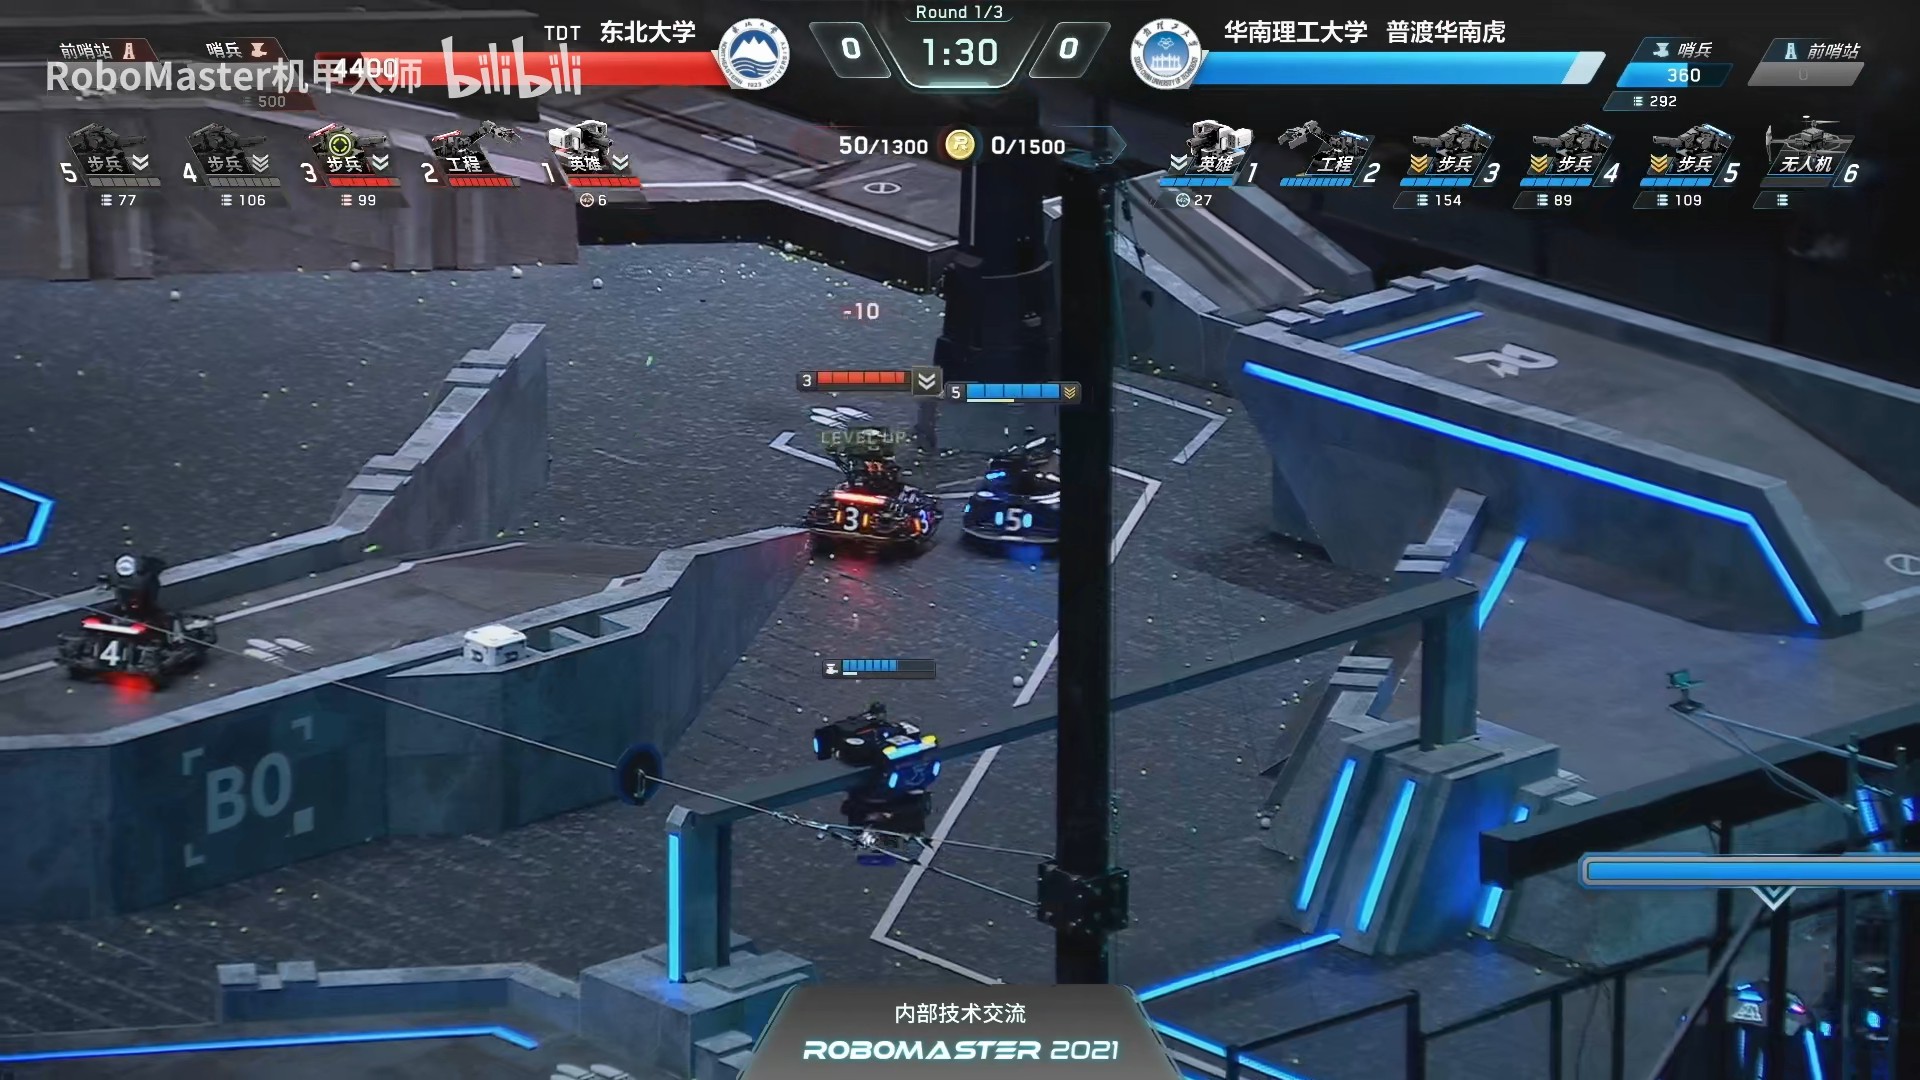 Round 1/3
TDT 东北大学
0
1:30
0
华南理工大学 普渡华南虎
前哨站
哨兵
4400
RoboMaster机甲大师 bilibili
500
哨兵
360
292
前哨站
0
50/1300
0/1500
5 步兵
77
4 步兵
106
3 步兵
99
2 工程
1 英雄
6
英雄 1
27
工程 2
步兵 3
154
步兵 4
89
步兵 5
109
无人机 6
-10
3
5
LEVEL UP
3
3
5
4
B0
内部技术交流
ROBOMASTER 2021